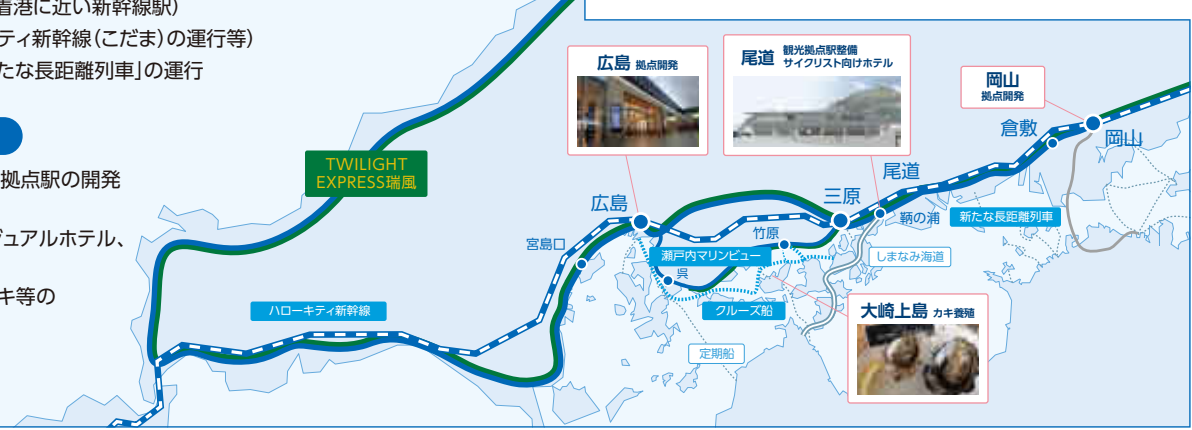 着港に近い新幹線駅）
ティ新幹線（こだま）の運行等）
たな長距離列車」の運行
拠点駅の開発
ジュアルホテル、
キ等の
TWILIGHT
EXPRESS瑞風
広島 拠点開発
尾道 観光拠点駅整備
サイクリスト向けホテル
岡山
拠点開発
倉敷
岡山
尾道
三原
広島
鞆の浦
新たな長距離列車
竹原
宮島口
瀬戸内マリンビュー
しまなみ海道
呉
ハローキティ新幹線
クルーズ船
大崎上島 カキ養殖
定期船